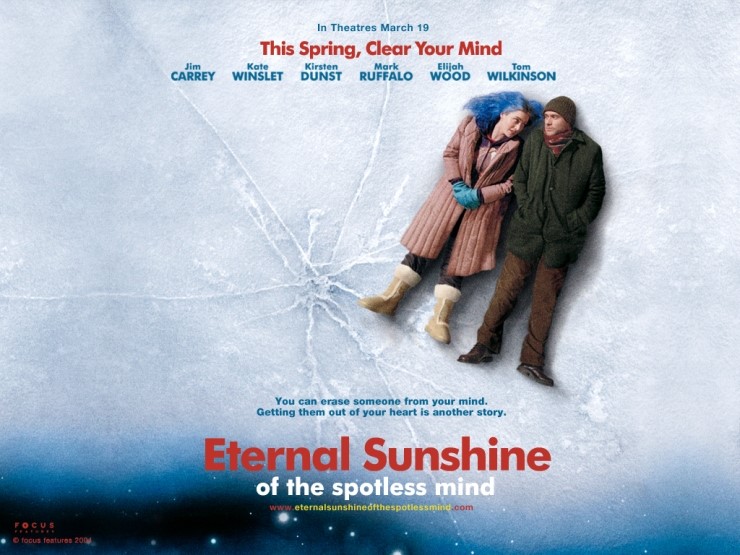 In Theatres March 19
This Spring, Clear Your Mind
Jim CARREY Kate WINSLET Kirsten DUNST Mark RUFFALO Elijah WOOD Tom WILKINSON
You can erase someone from your mind.
Getting them out of your heart is another story.
Eternal Sunshine
of the spotless mind
www.eternalsunshineofthespotlessmind.com
FOCUS
FEATURES
© focus features 2004